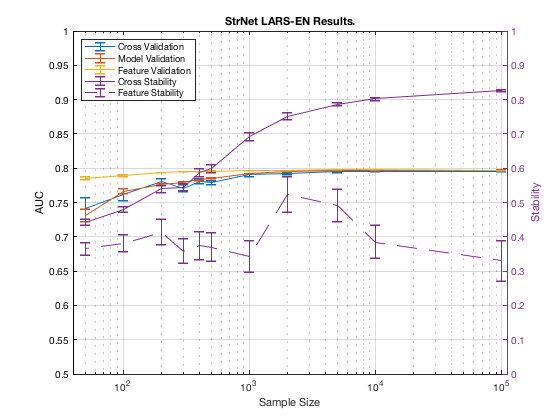 StrNet LARS-EN Results.
Cross Validation
Model Validation
Feature Validation
Cross Stability
Feature Stability
1
0.95
0.9
0.85
0.8
0.75
0.7
0.65
0.6
0.55
0.5
AUC
1
0.9
0.8
0.7
0.6
0.5
0.4
0.3
0.2
0.1
0
Stability
10^2
10^3
10^4
10^5
Sample Size